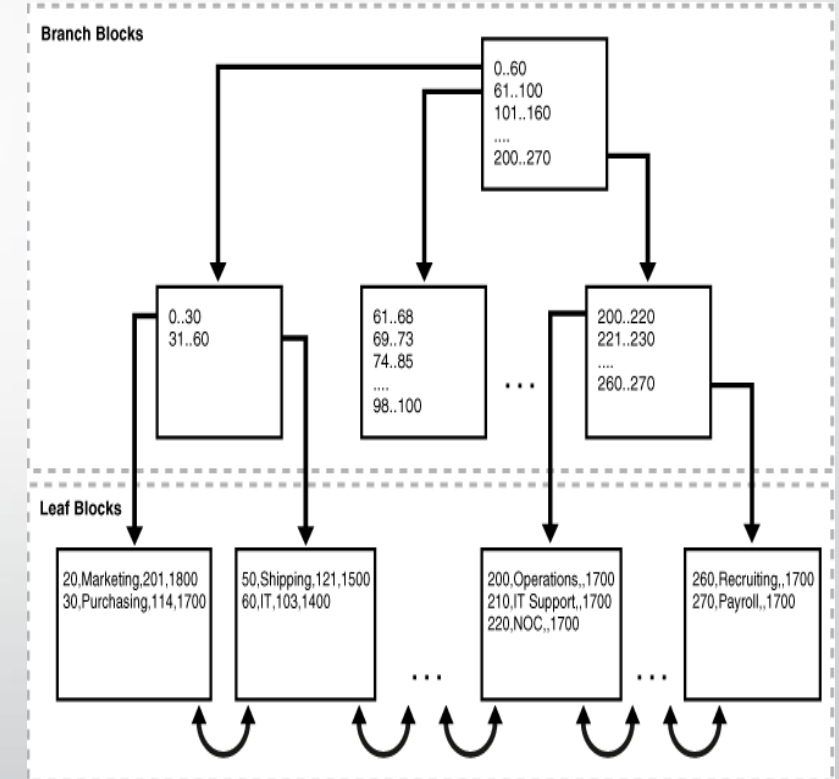 Branch Blocks
0..60
61..100
101..160
....
200..270
0..30
31..60
61..68
69..73
74..85
....
98..100
...
200..220
221..230
....
260..270
Leaf Blocks
20,Marketing,201,1800
30,Purchasing,114,1700
50,Shipping,121,1500
60,IT,103,1400
...
200,Operations,,1700
210,IT Support,,1700
220,NOC,,1700
...
260,Recruiting,,1700
270,Payroll,,1700